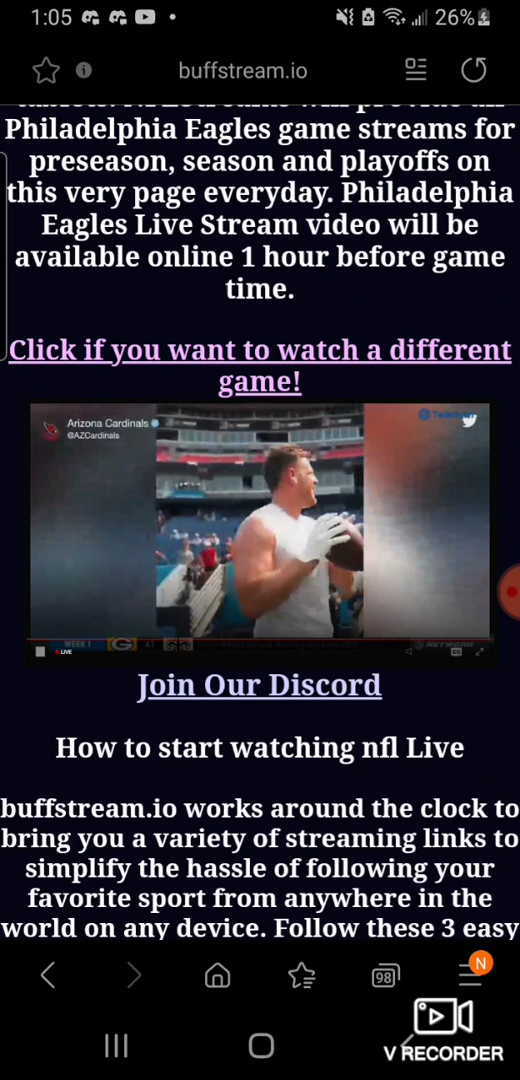 1:05
26%
buffstream.io
Philadelphia Eagles game streams for
preseason, season and playoffs on
this very page everyday. Philadelphia
Eagles Live Stream video will be
available online 1 hour before game
time.
Click if you want to watch a different
game!
Arizona Cardinals
@AZCardinals
WEEK 1 G AT
LIVE
CC
Join Our Discord
How to start watching nfl Live
buffstream.io works around the clock to
bring you a variety of streaming links to
simplify the hassle of following your
favorite sport from anywhere in the
world on any device. Follow these 3 easy
N
98
V RECORDER